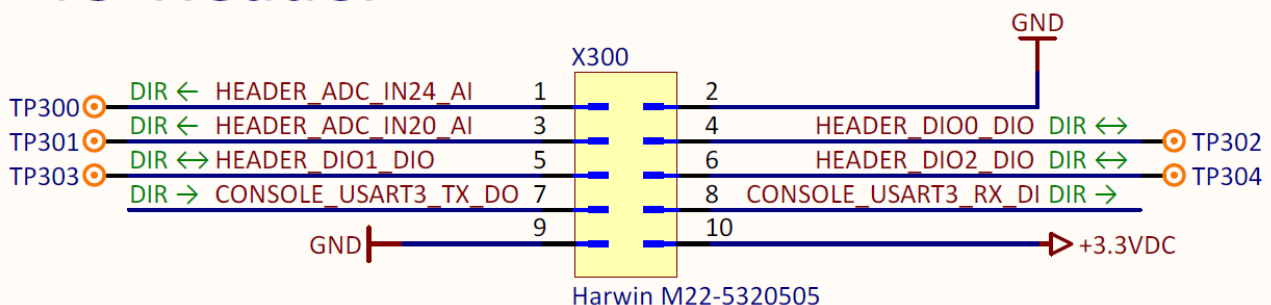 GND
X300
TP300 DIR ← HEADER_ADC_IN24_AI 1 2
TP301 DIR ← HEADER_ADC_IN20_AI 3 4 HEADER_DIO0_DIO DIR ↔ TP302
TP303 DIR ↔ HEADER_DIO1_DIO 5 6 HEADER_DIO2_DIO DIR ↔ TP304
DIR → CONSOLE_USART3_TX_DO 7 8 CONSOLE_USART3_RX_DI DIR →
GND 9 10 +3.3VDC
Harwin M22-5320505